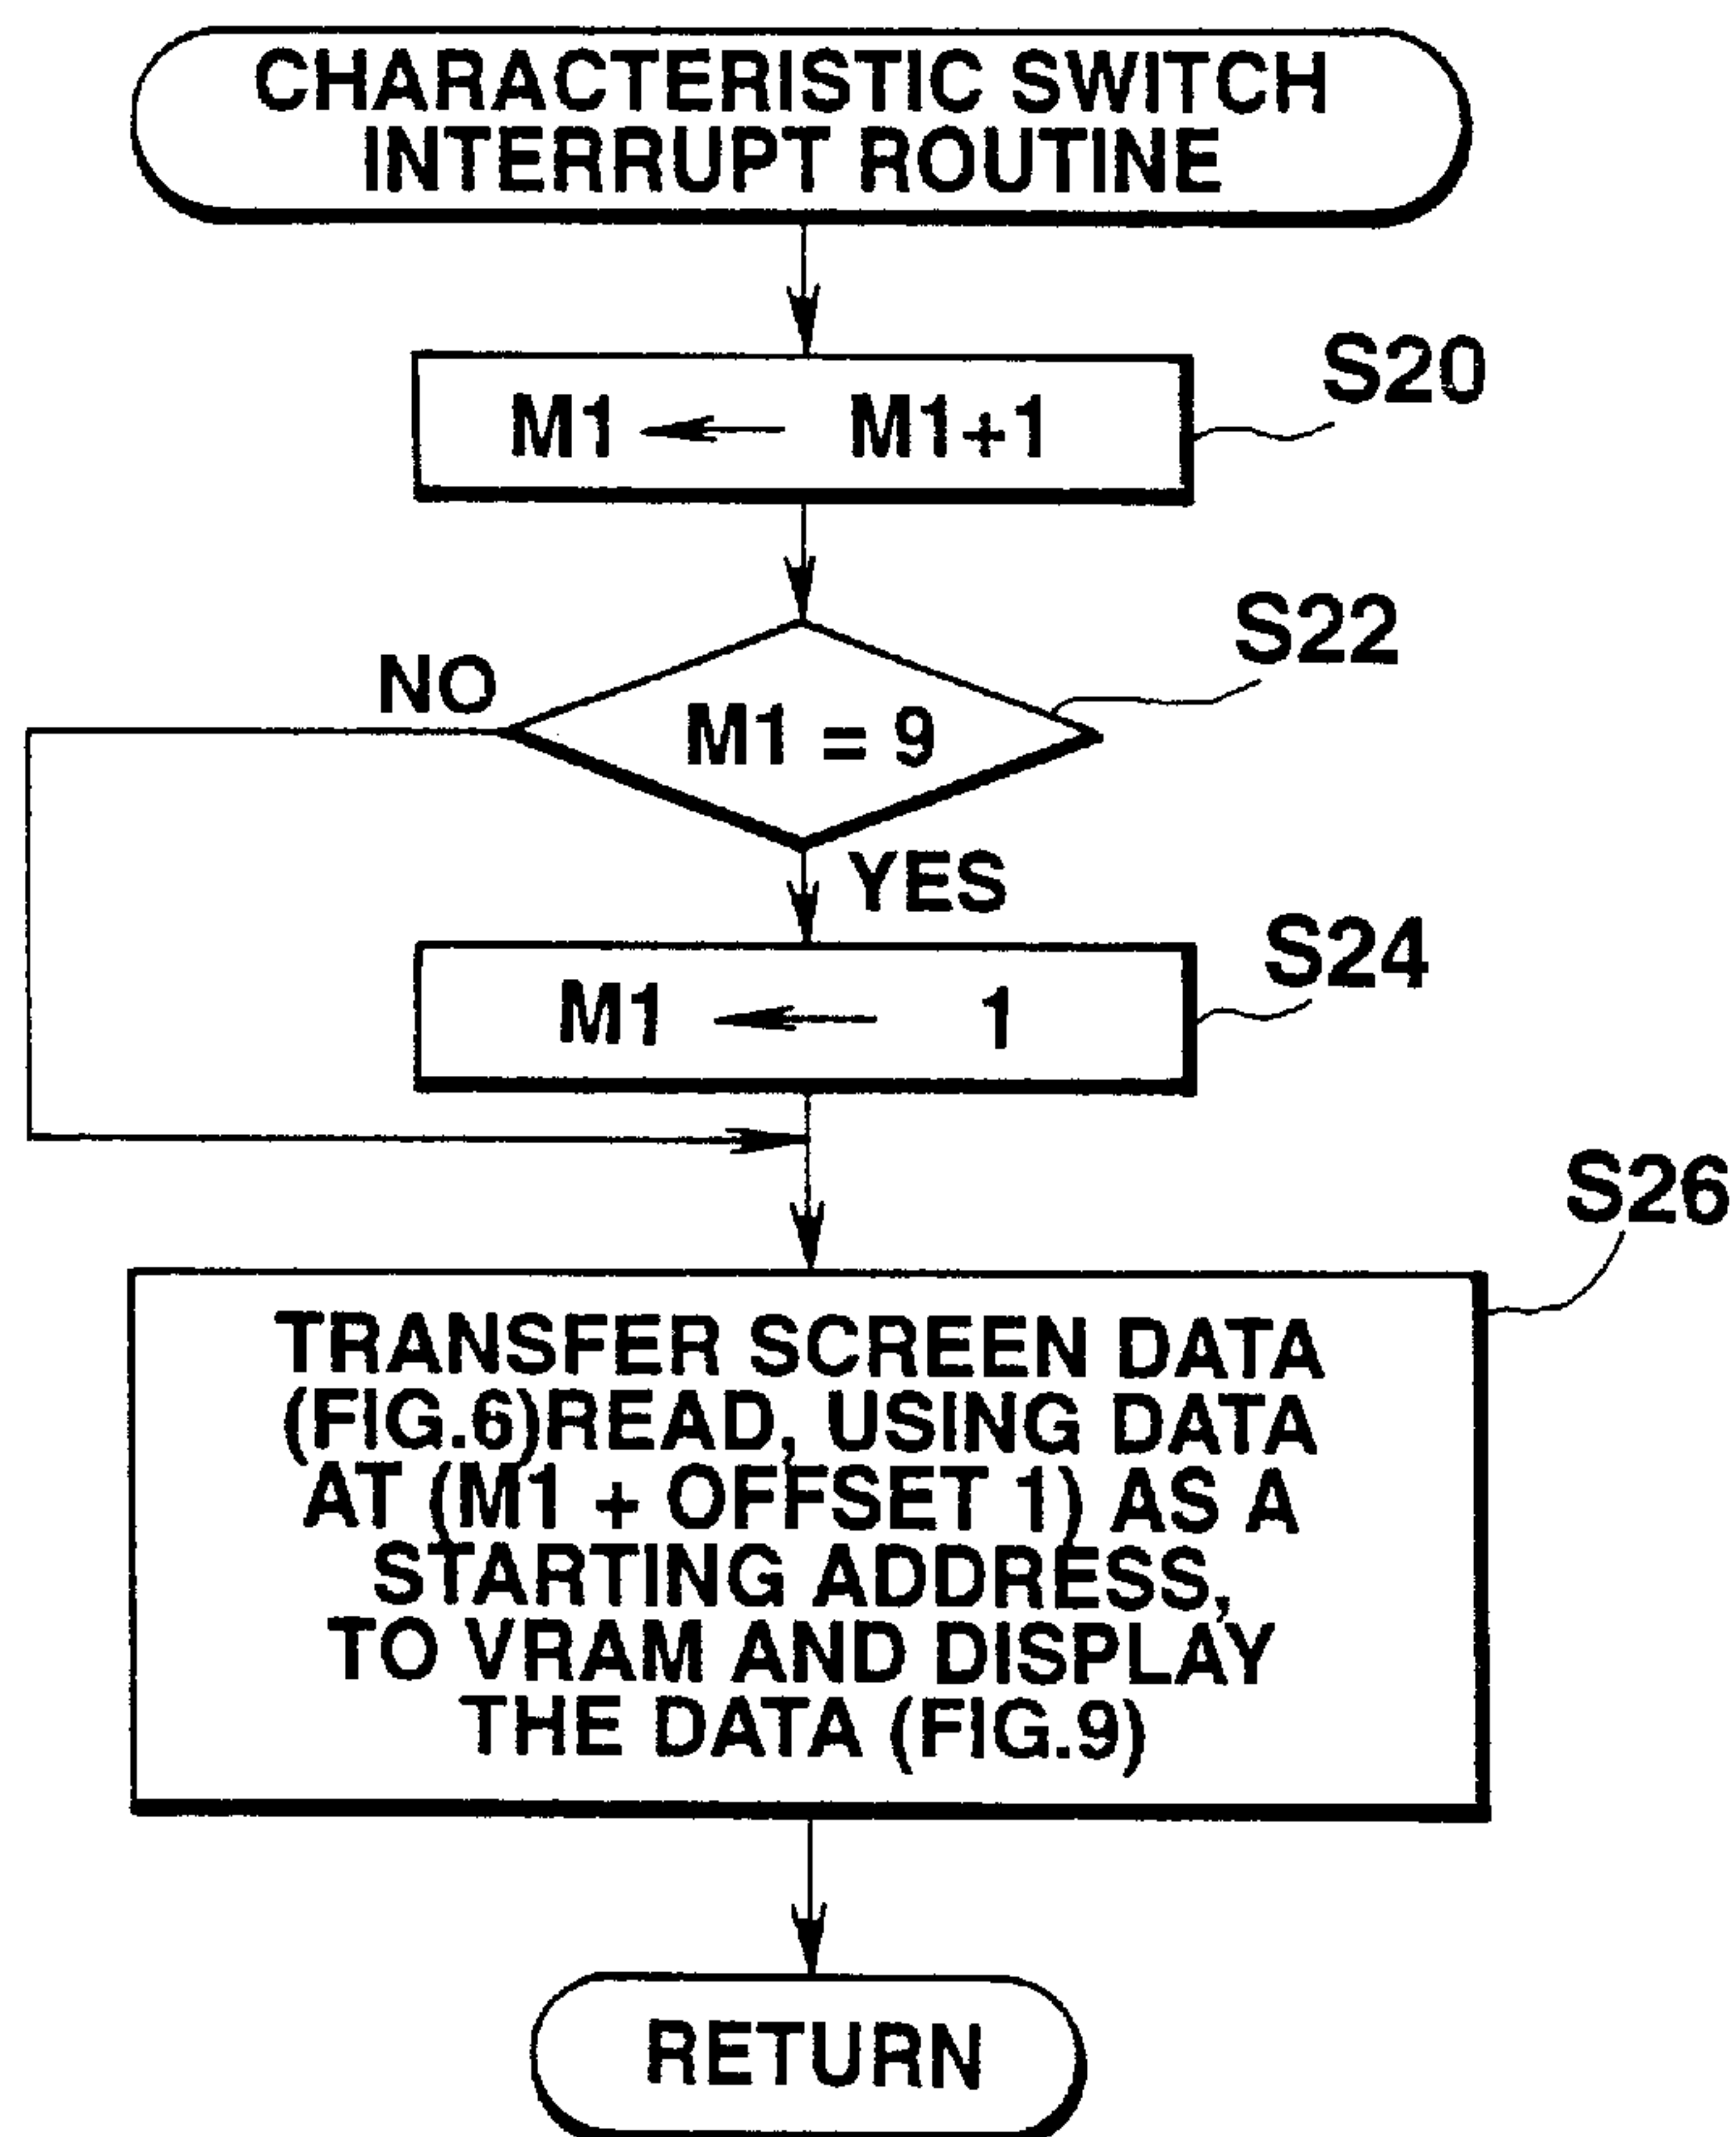 CHARACTERISTIC SWITCH
INTERRUPT ROUTINE
S20
M1 ← M1+1
S22
NO
M1 = 9
YES
S24
M1 ← 1
S26
TRANSFER SCREEN DATA
(FIG.6)READ, USING DATA
AT (M1 + OFFSET 1) AS A
STARTING ADDRESS,
TO VRAM AND DISPLAY
THE DATA (FIG.9)
RETURN